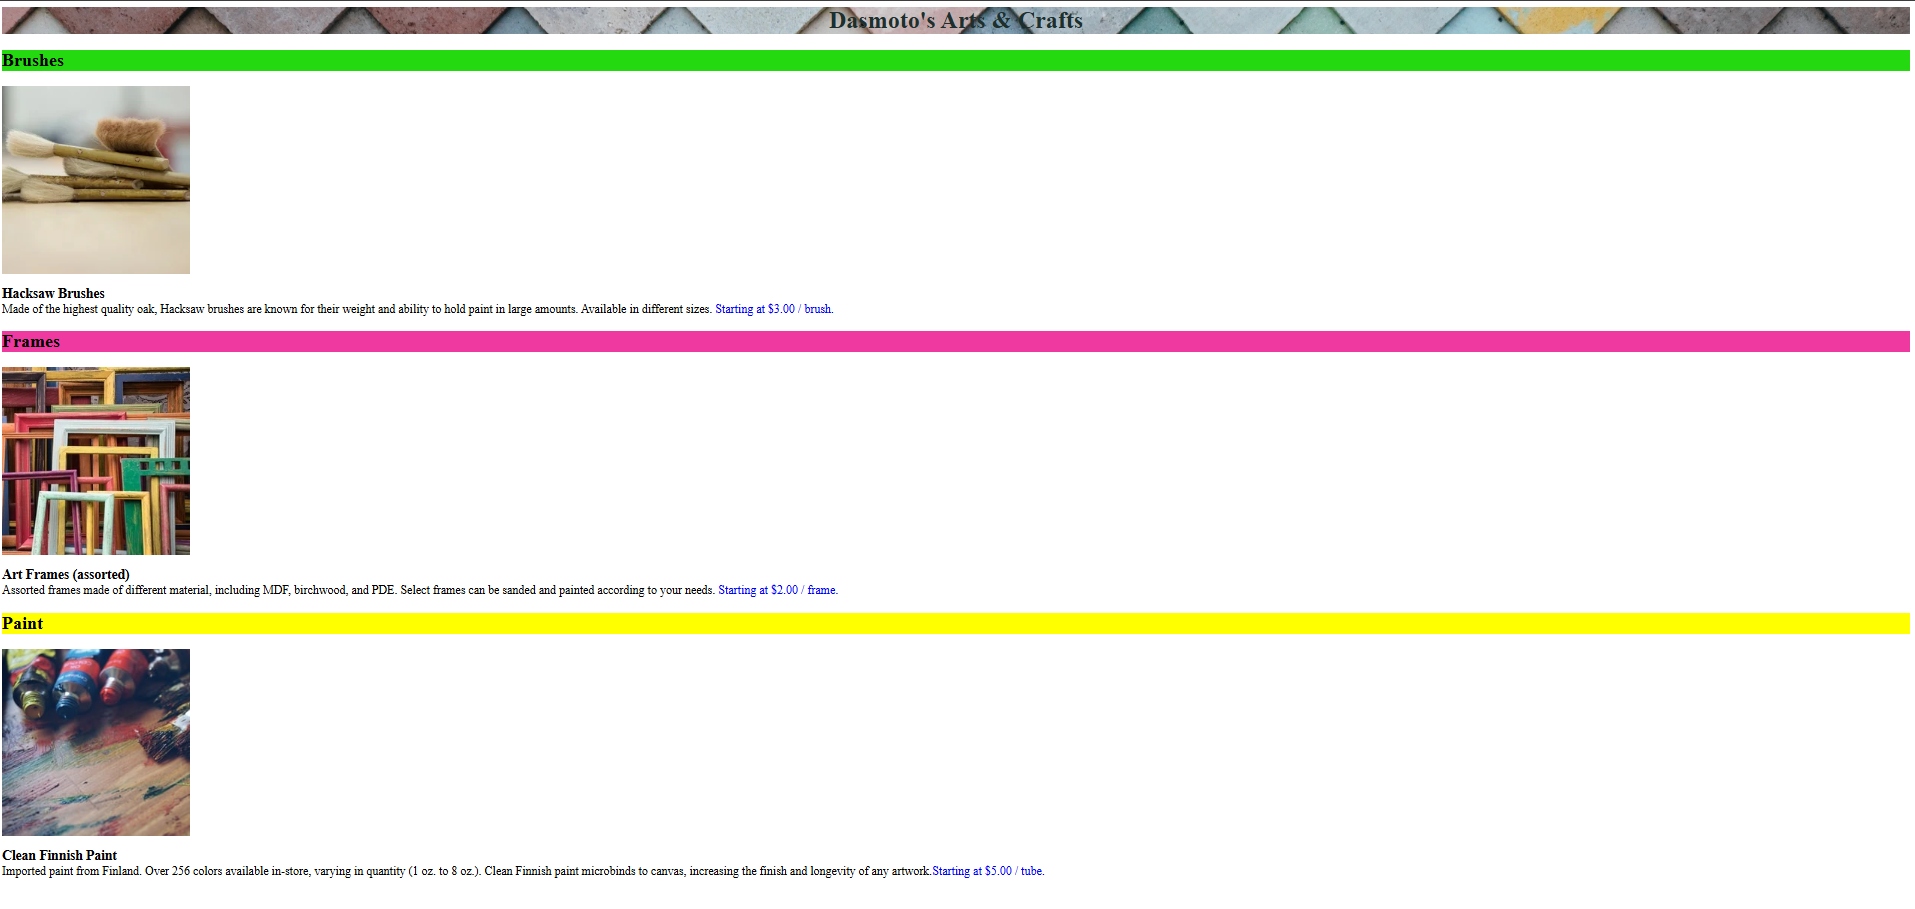 Dasmoto's Arts & Crafts
Brushes
Hacksaw Brushes
Made of the highest quality oak, Hacksaw brushes are known for their weight and ability to hold paint in large amounts. Available in different sizes. Starting at $3.00 / brush.
Frames
Art Frames (assorted)
Assorted frames made of different material, including MDF, birchwood, and PDE. Select frames can be sanded and painted according to your needs. Starting at $2.00 / frame.
Paint
Clean Finnish Paint
Imported paint from Finland. Over 256 colors available in-store, varying in quantity (1 oz. to 8 oz.). Clean Finnish paint microbinds to canvas, increasing the finish and longevity of any artwork.Starting at $5.00 / tube.